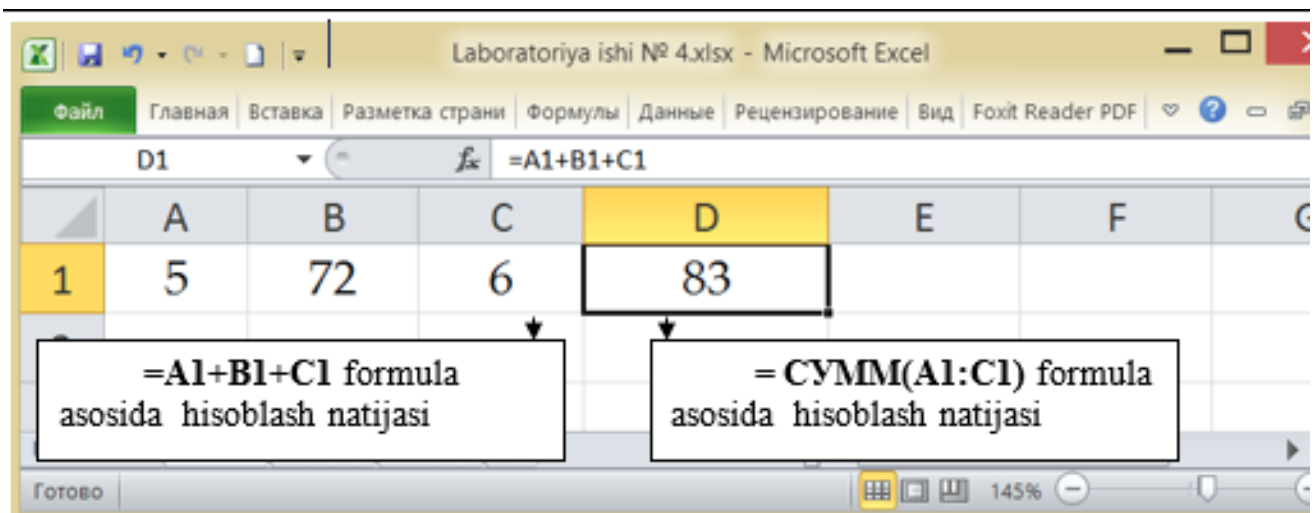 Laboratoriya ishi № 4.xlsx - Microsoft Excel
Файл Главная Вставка Разметка страни Формулы Данные Рецензирование Вид Foxit Reader PDF
D1 fx =A1+B1+C1
A B C D E F G
1 5 72 6 83
=A1+B1+C1 formula
asosida hisoblash natijasi
= СУММ(A1:C1) formula
asosida hisoblash natijasi
Готово 145%